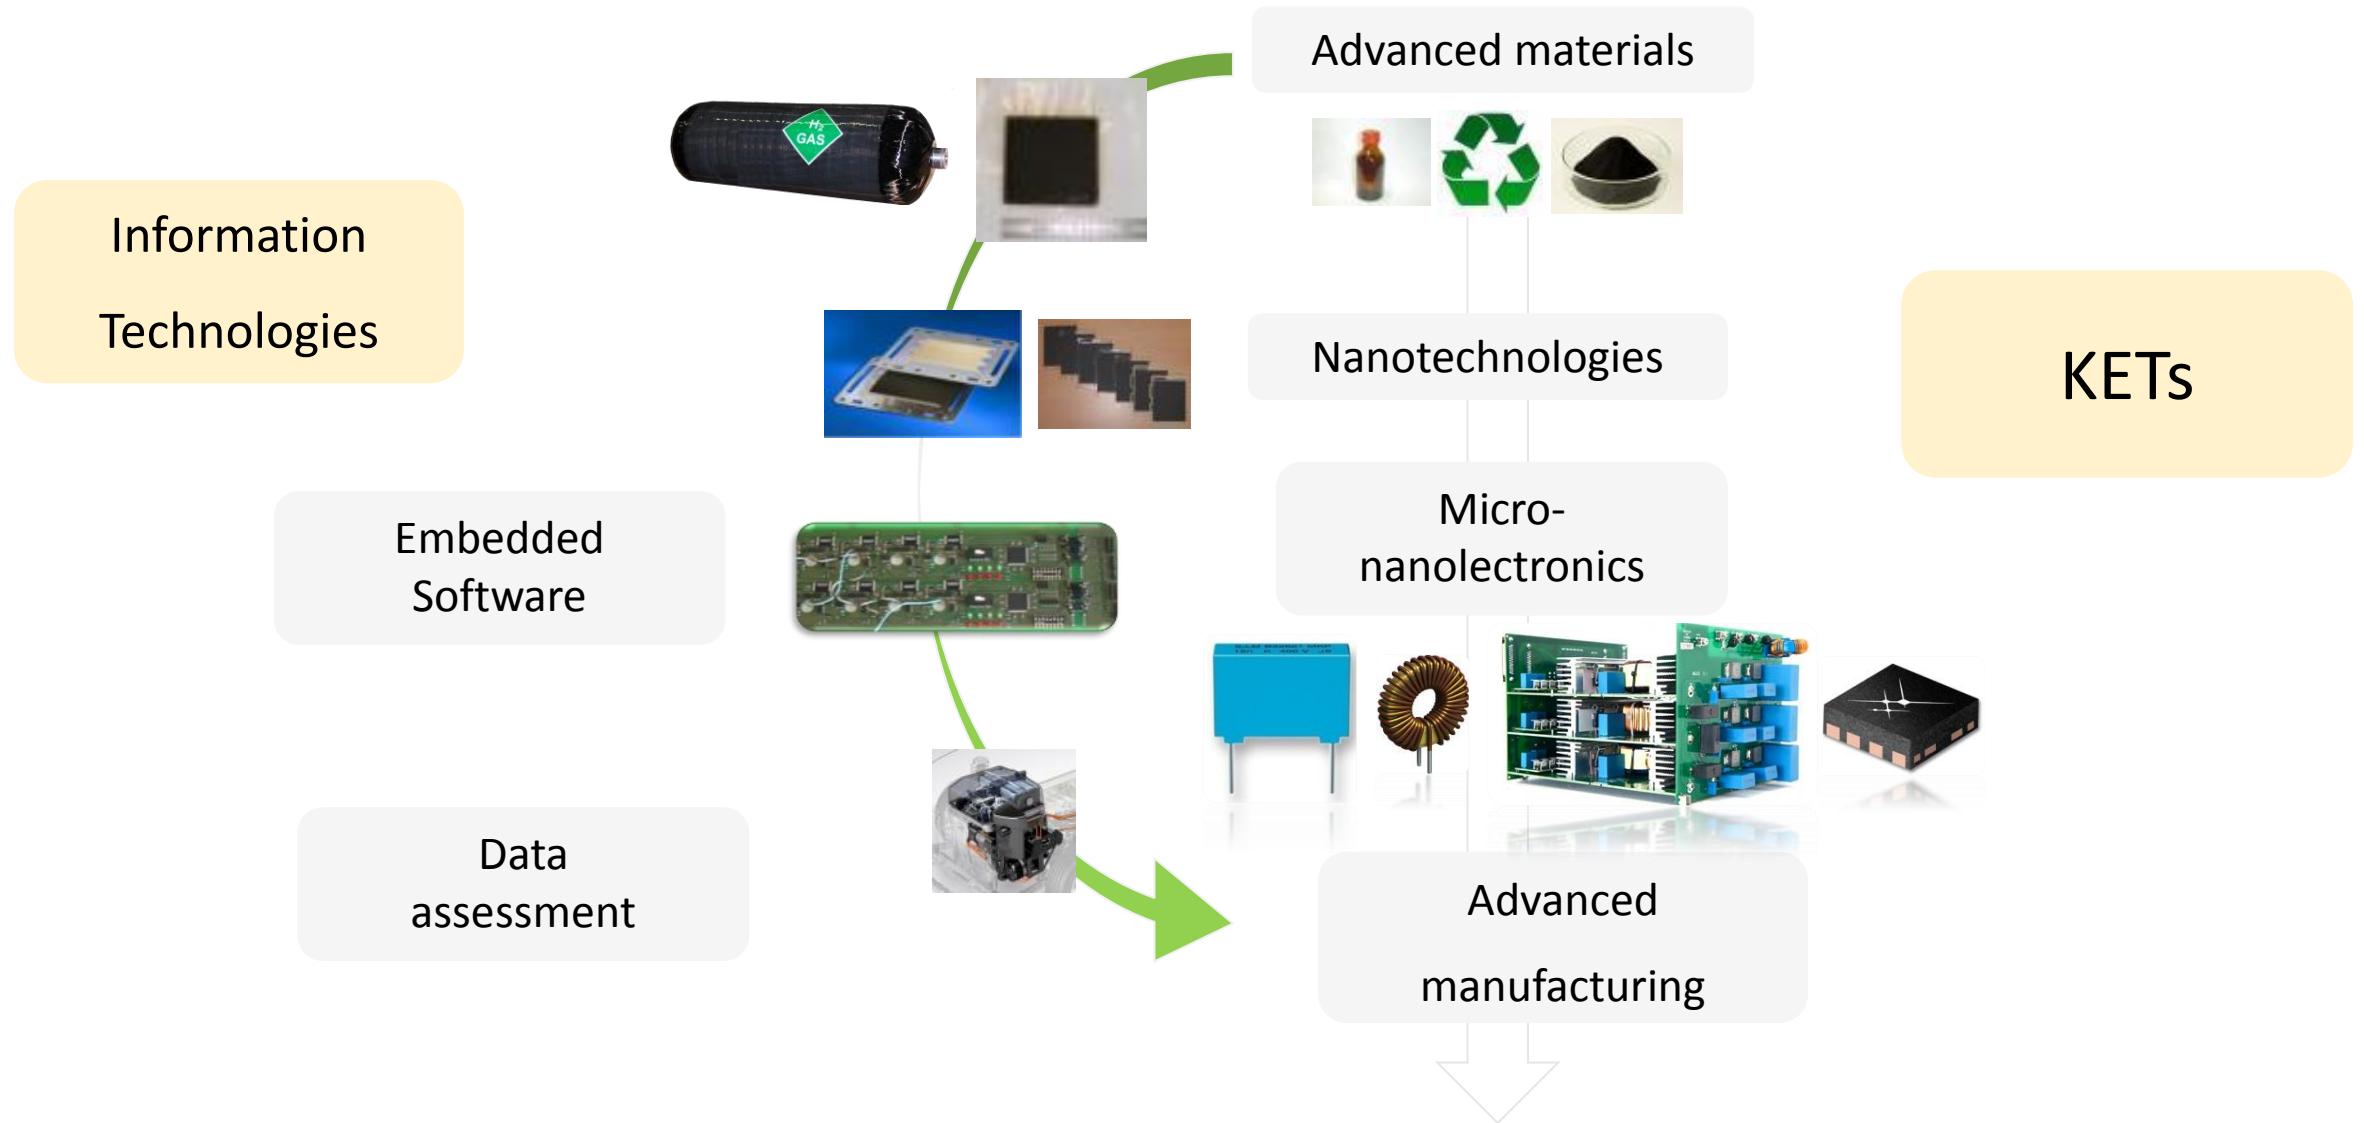 Advanced materials
H2
GAS
Information
Technologies
Nanotechnologies
KETs
Micro-
nanolectronics
Embedded
Software
Data
assessment
Advanced
manufacturing